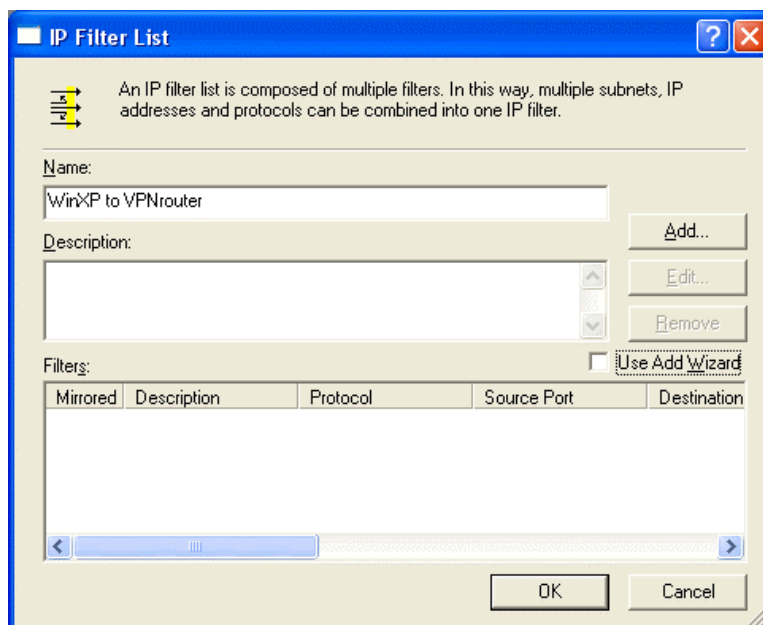 IP Filter List
An IP filter list is composed of multiple filters. In this way, multiple subnets, IP
addresses and protocols can be combined into one IP filter.
Name:
WinXP to VPNrouter
Add...
Description:
Edit...
Remove
Filters:
Use Add Wizard
Mirrored Description Protocol Source Port Destination
OK Cancel